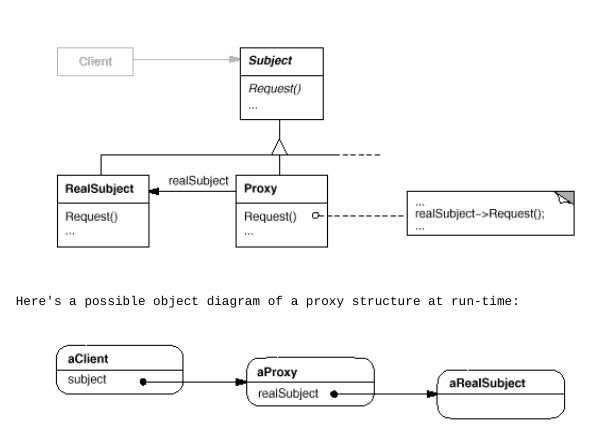 Client
Subject
Request()
...
realSubject
RealSubject
Request()
...
Proxy
Request()
...
...
realSubject->Request();
...
Here's a possible object diagram of a proxy structure at run-time:
aClient
subject
aProxy
realSubject
aRealSubject